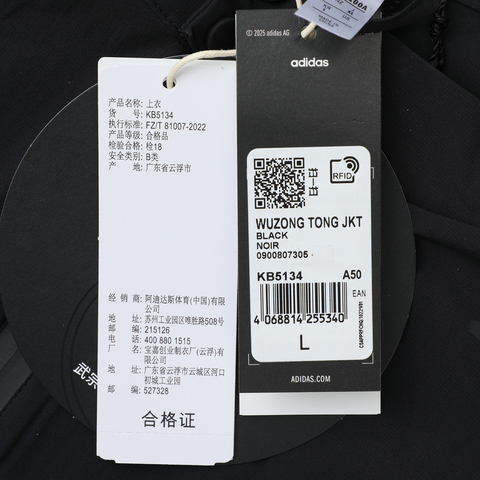 产品名称: 上衣
货 号: KB5134
执行标准: FZ/T 81007-2022
产品等级: 合格品
检验合格: 检18
安全类别: B类
产 地: 广东省云浮市
经 销 商: 阿迪达斯体育(中国)有限
公司
地 址: 苏州工业园区唯胜路508号
邮 编: 215126
电 话: 400 880 1515
厂 名: 宝嘉创业制衣厂(云浮)有
限公司
地 址: 广东省云浮市云城区河口
初城工业园
邮 编: 527328
合格证
武宗
© 2025 adidas AG
adidas
RFID
WUZONG TONG JKT
BLACK
NOIR
0900807305
KB5134 A50
EAN
4 068814 255340
L
ADIDAS.COM